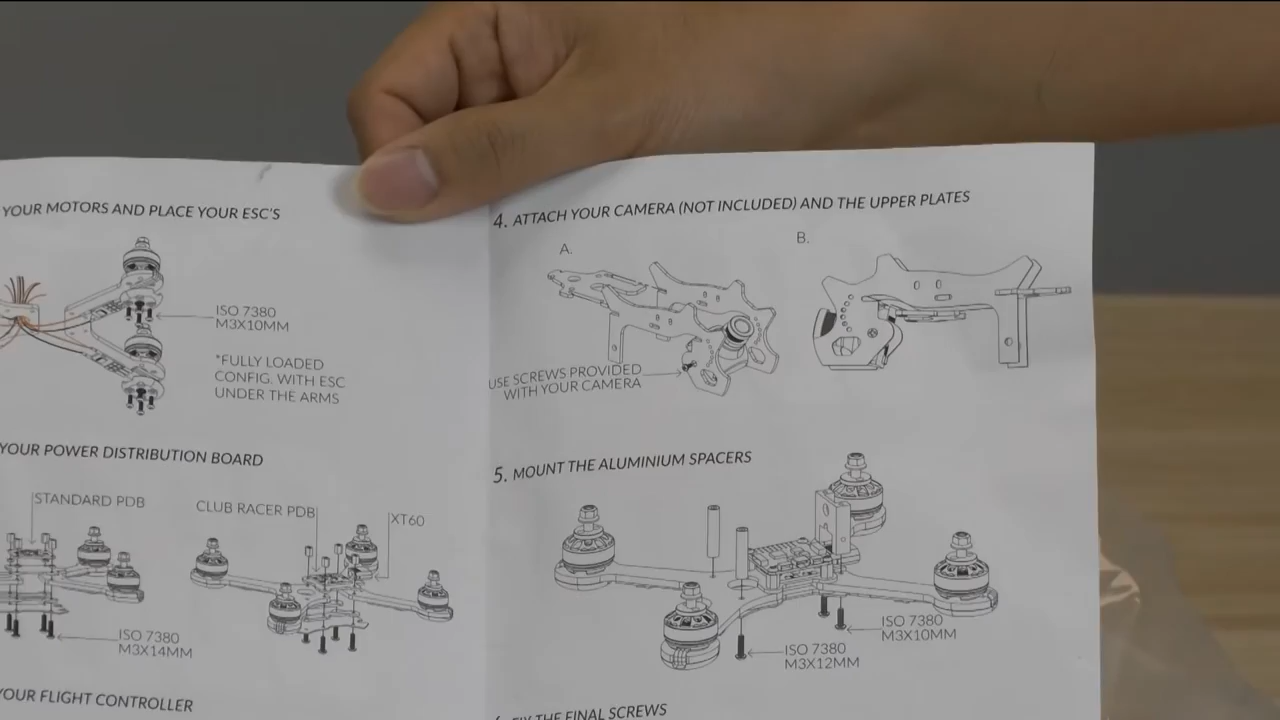 YOUR MOTORS AND PLACE YOUR ESC'S
ISO 7380
M3X10MM
*FULLY LOADED
CONFIG. WITH ESC
UNDER THE ARMS
YOUR POWER DISTRIBUTION BOARD
STANDARD PDB
CLUB RACER PDB
XT60
ISO 7380
M3X14MM
YOUR FLIGHT CONTROLLER
4. ATTACH YOUR CAMERA (NOT INCLUDED) AND THE UPPER PLATES
A.
B.
USE SCREWS PROVIDED
WITH YOUR CAMERA
5. MOUNT THE ALUMINIUM SPACERS
ISO 7380
M3X10MM
ISO 7380
M3X12MM
THE FINAL SCREWS